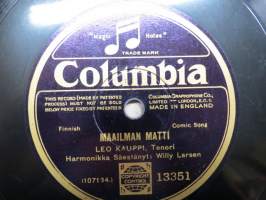 "Magic Notes"
TRADE MARK
THIS RECORD (MADE BY PATENTED PROCESS) MUST NOT BE SOLD BELOW PRICE FIXED BY PATENTEES
COLUMBIA GRAPHOPHONE CO., LIMITED — LONDON, E.C.1.
MADE IN ENGLAND
Columbia
Finnish
Comic Song
MAAILMAN MATTI
LEO KAUPPI, Tenori
Harmonikka Säestänyt: Willy Larsen
(107134.)
COPYRIGHT
13351